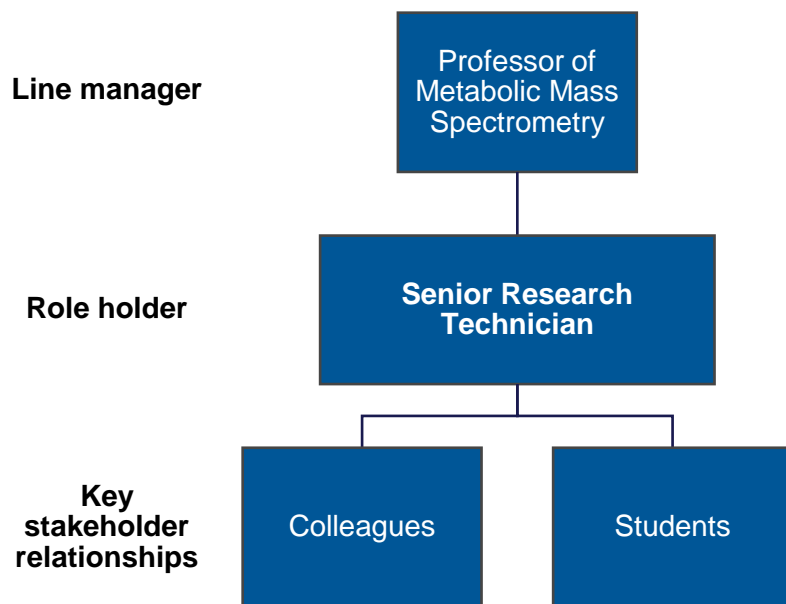 Line manager
Professor of
Metabolic Mass
Spectrometry
Role holder
Senior Research
Technician
Key
stakeholder
relationships
Colleagues
Students